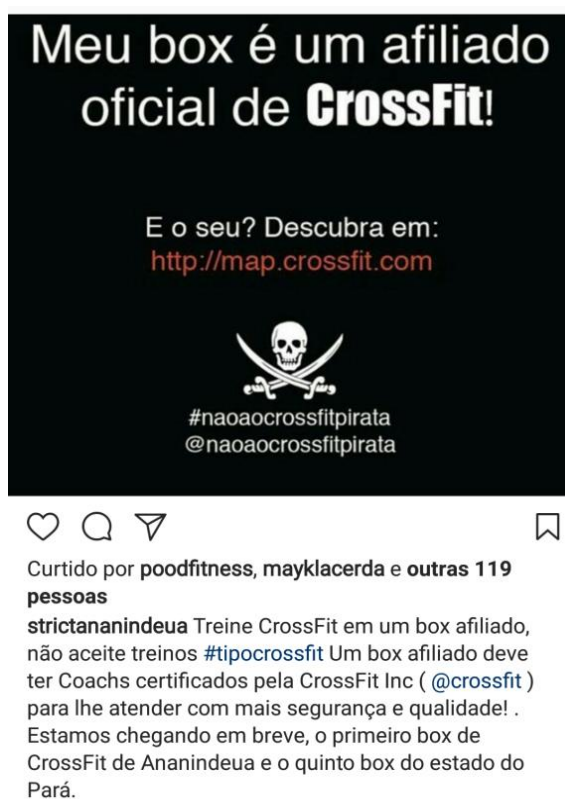 Meu box é um afiliado
oficial de CrossFit!
E o seu? Descubra em:
http://map.crossfit.com
#naoaocrossfitpirata
@naoaocrossfitpirata
Curtido por poodfitness, mayklacerda e outras 119
pessoas
strictananindeua Treine CrossFit em um box afiliado,
não aceite treinos #tipocrossfit Um box afiliado deve
ter Coachs certificados pela CrossFit Inc ( @crossfit )
para lhe atender com mais segurança e qualidade! .
Estamos chegando em breve, o primeiro box de
CrossFit de Ananindeua e o quinto box do estado do
Pará.